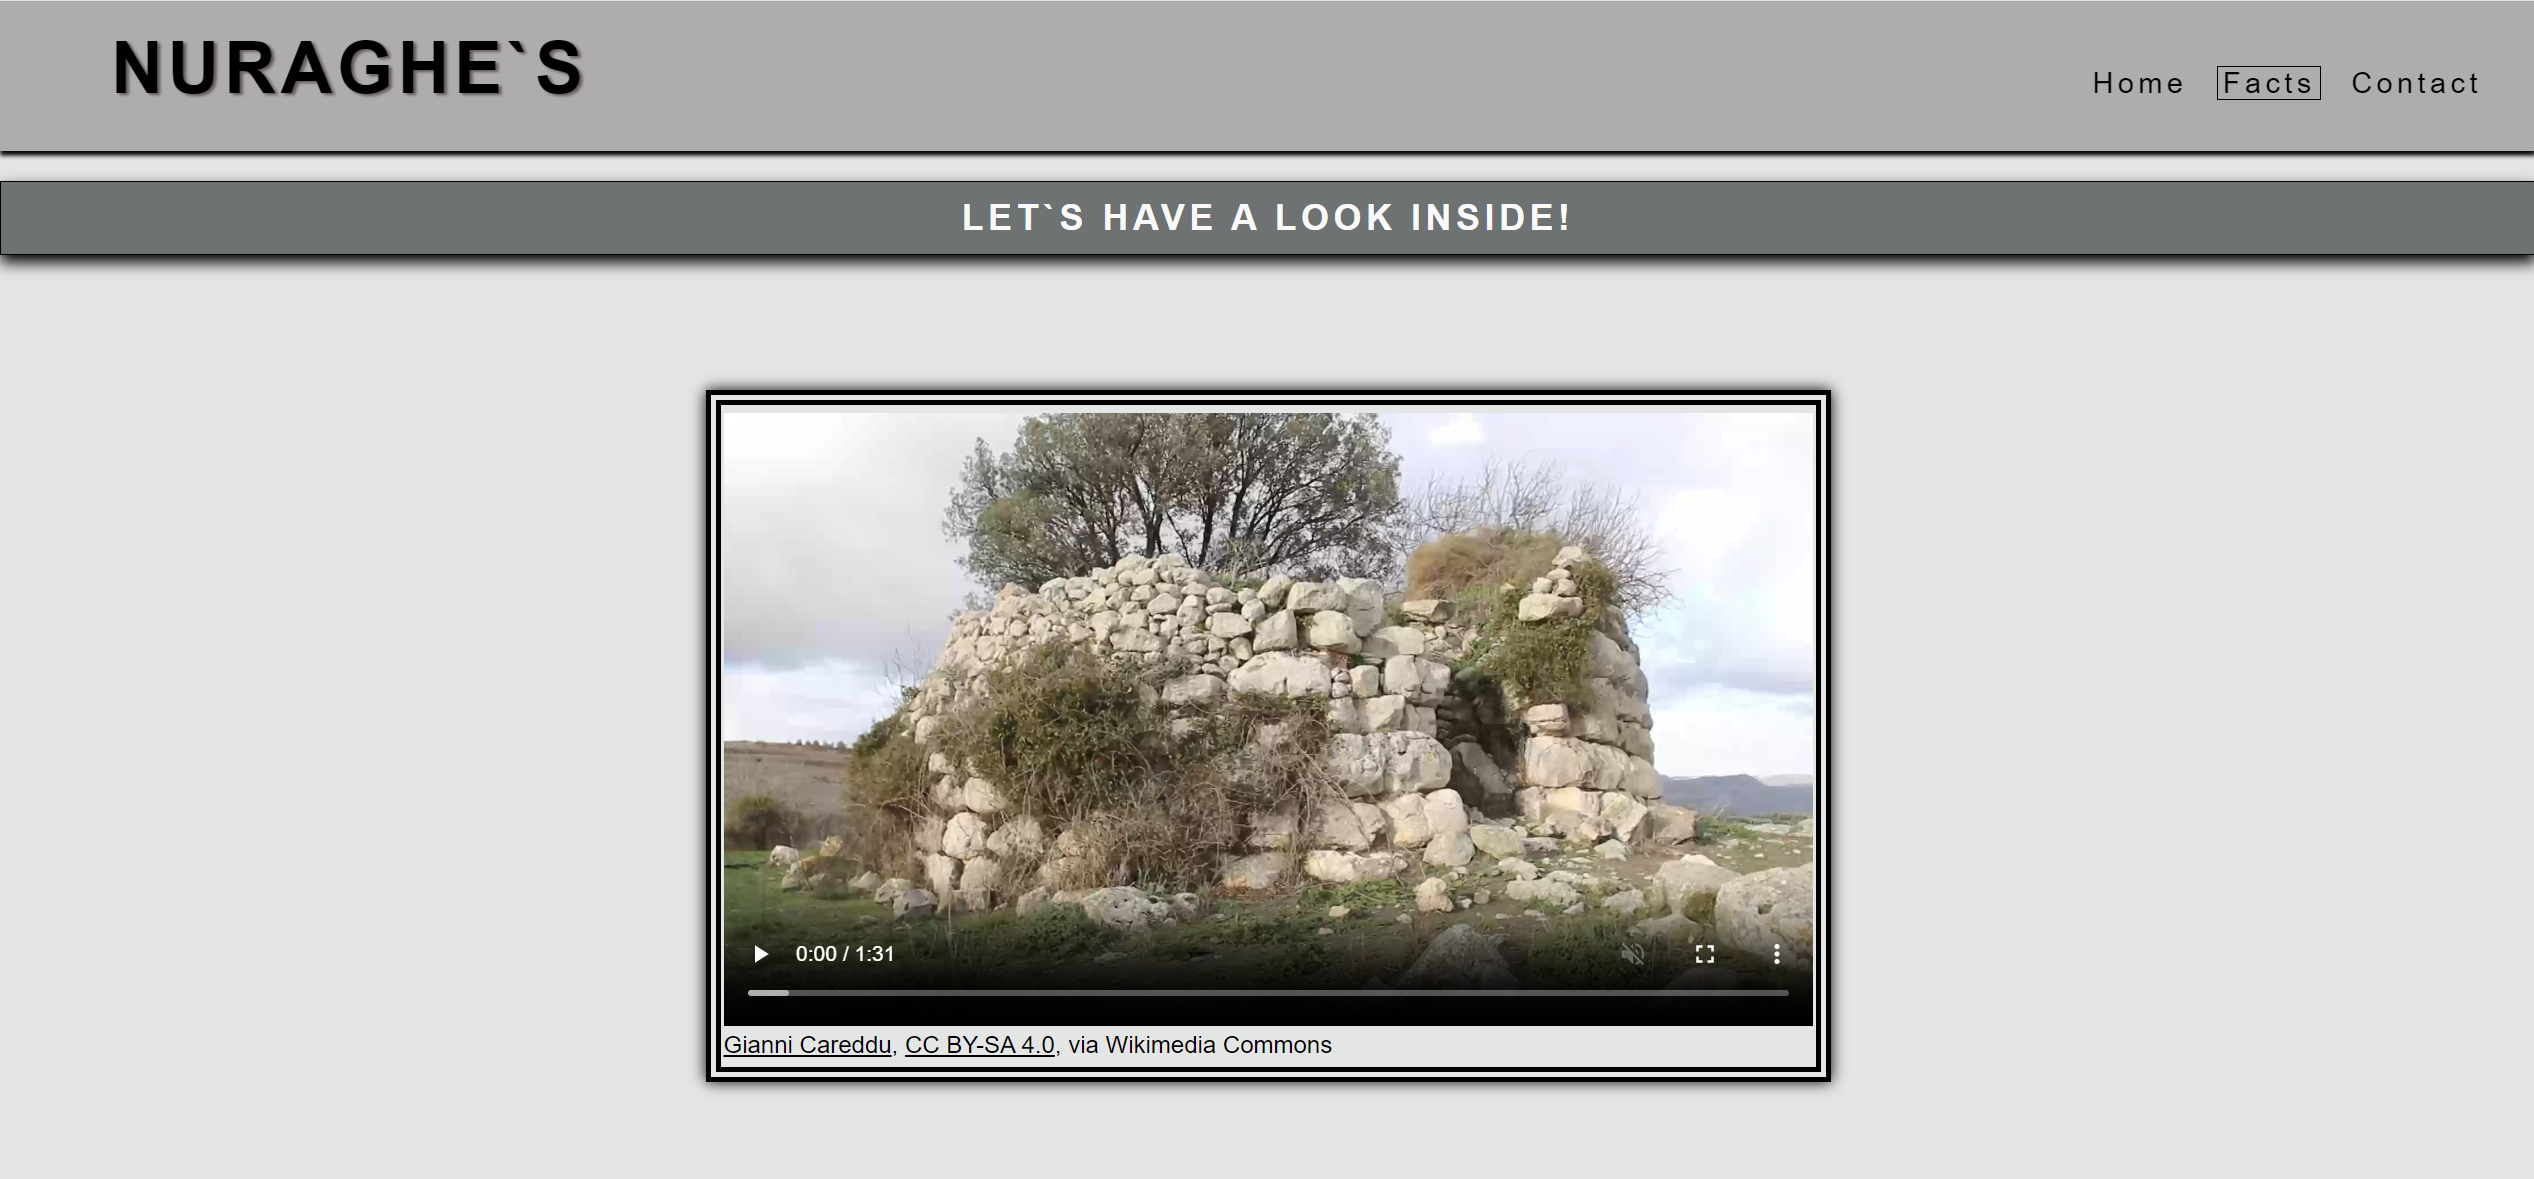 NURAGHE`S
Home Facts Contact
LET`S HAVE A LOOK INSIDE!
0:00 / 1:31
Gianni Careddu, CC BY-SA 4.0, via Wikimedia Commons